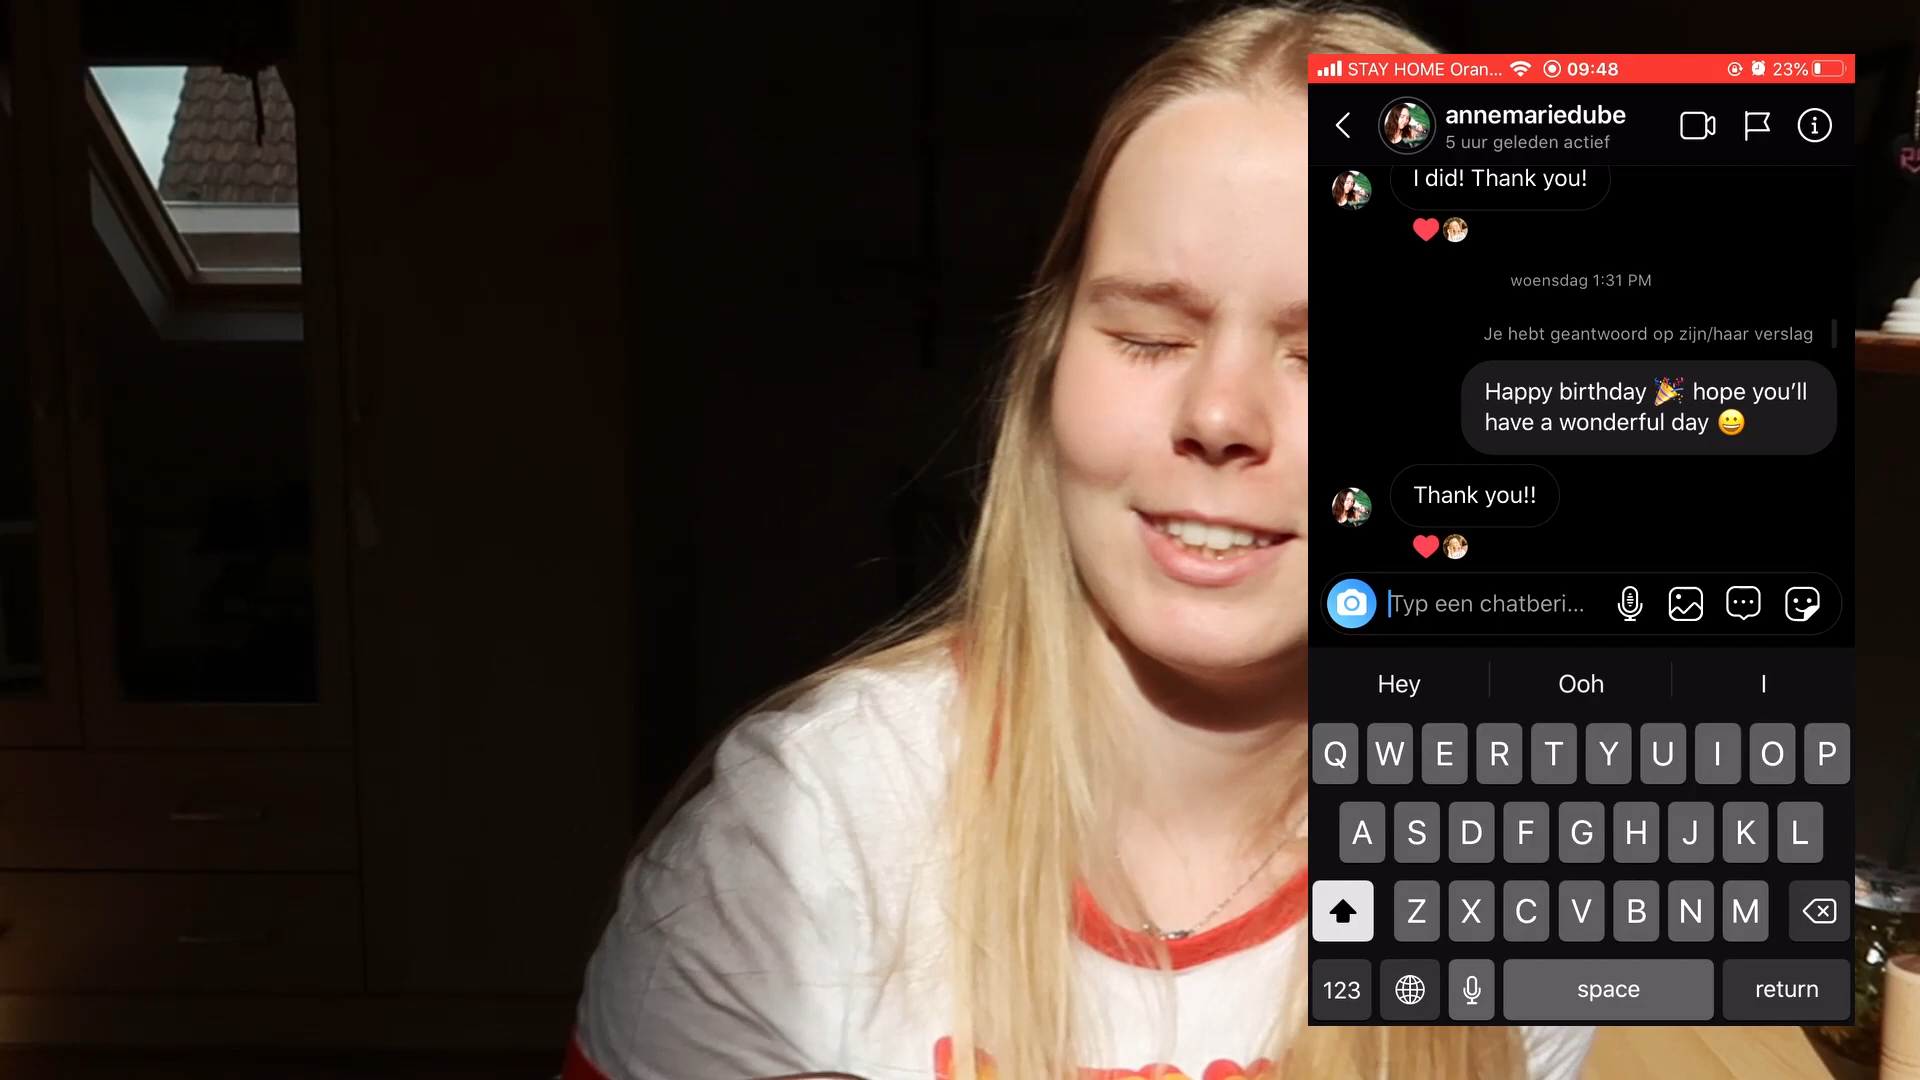 STAY HOME Oran... 09:48 23%
annemariedube
5 uur geleden actief
I did! Thank you!
woensdag 1:31 PM
Je hebt geantwoord op zijn/haar verslag
Happy birthday 🎉 hope you’ll
have a wonderful day 😀
Thank you!!
Typ een chatberi...
Hey Ooh I
Q W E R T Y U I O P
A S D F G H J K L
Z X C V B N M
123 space return